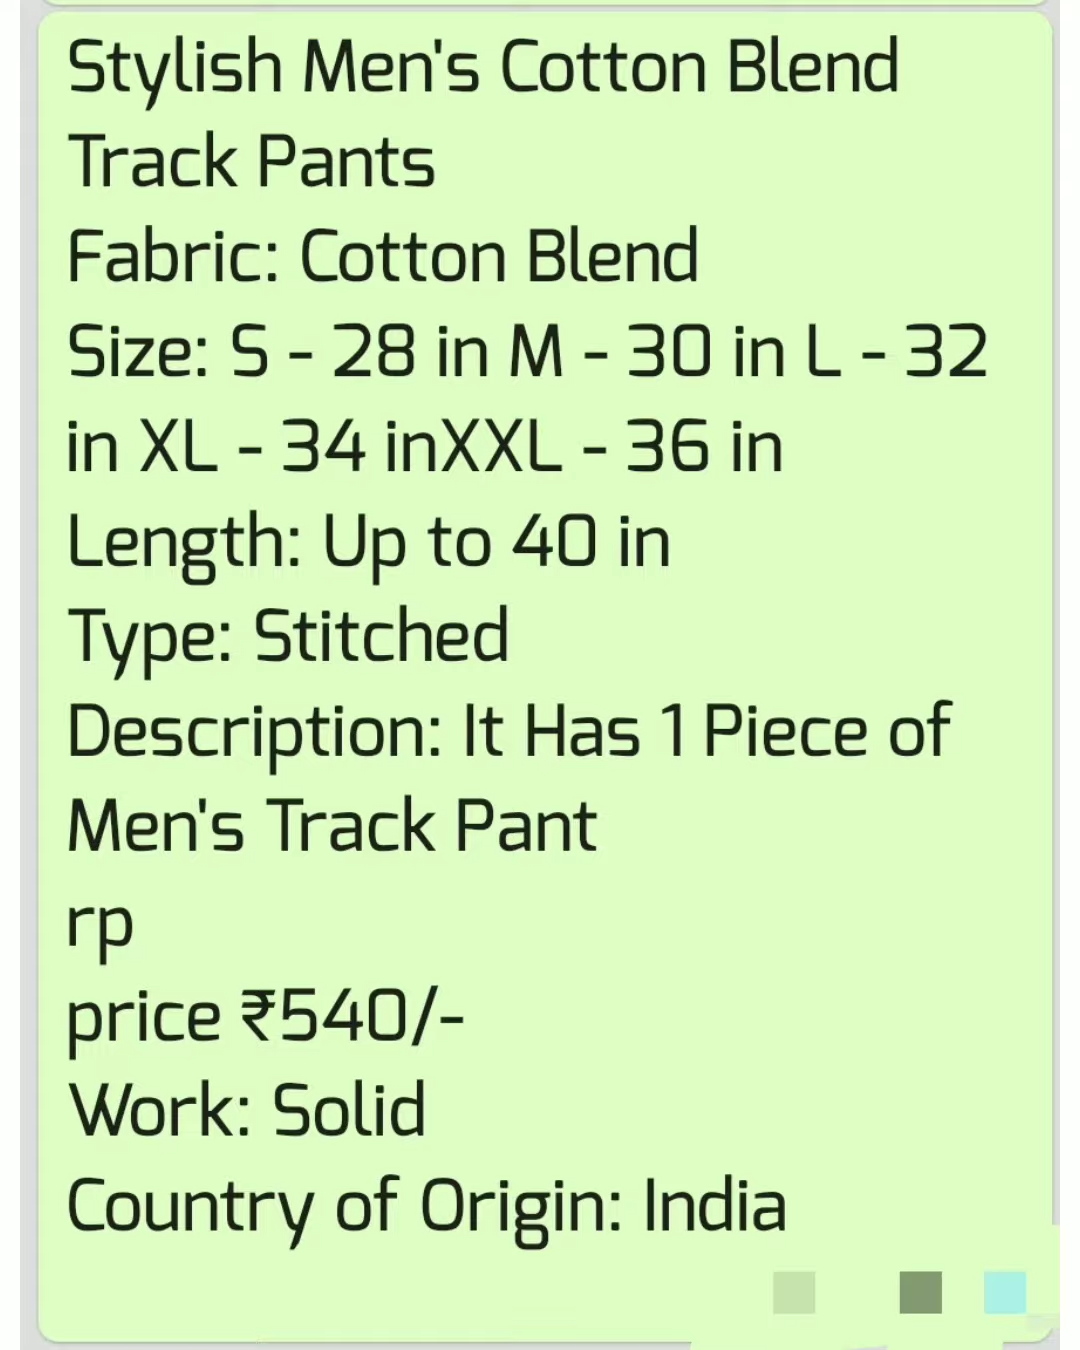 Stylish Men's Cotton Blend
Track Pants
Fabric: Cotton Blend
Size: S - 28 in M - 30 in L - 32
in XL - 34 inXXL - 36 in
Length: Up to 40 in
Type: Stitched
Description: It Has 1 Piece of
Men's Track Pant
rp
price ₹540/-
Work: Solid
Country of Origin: India